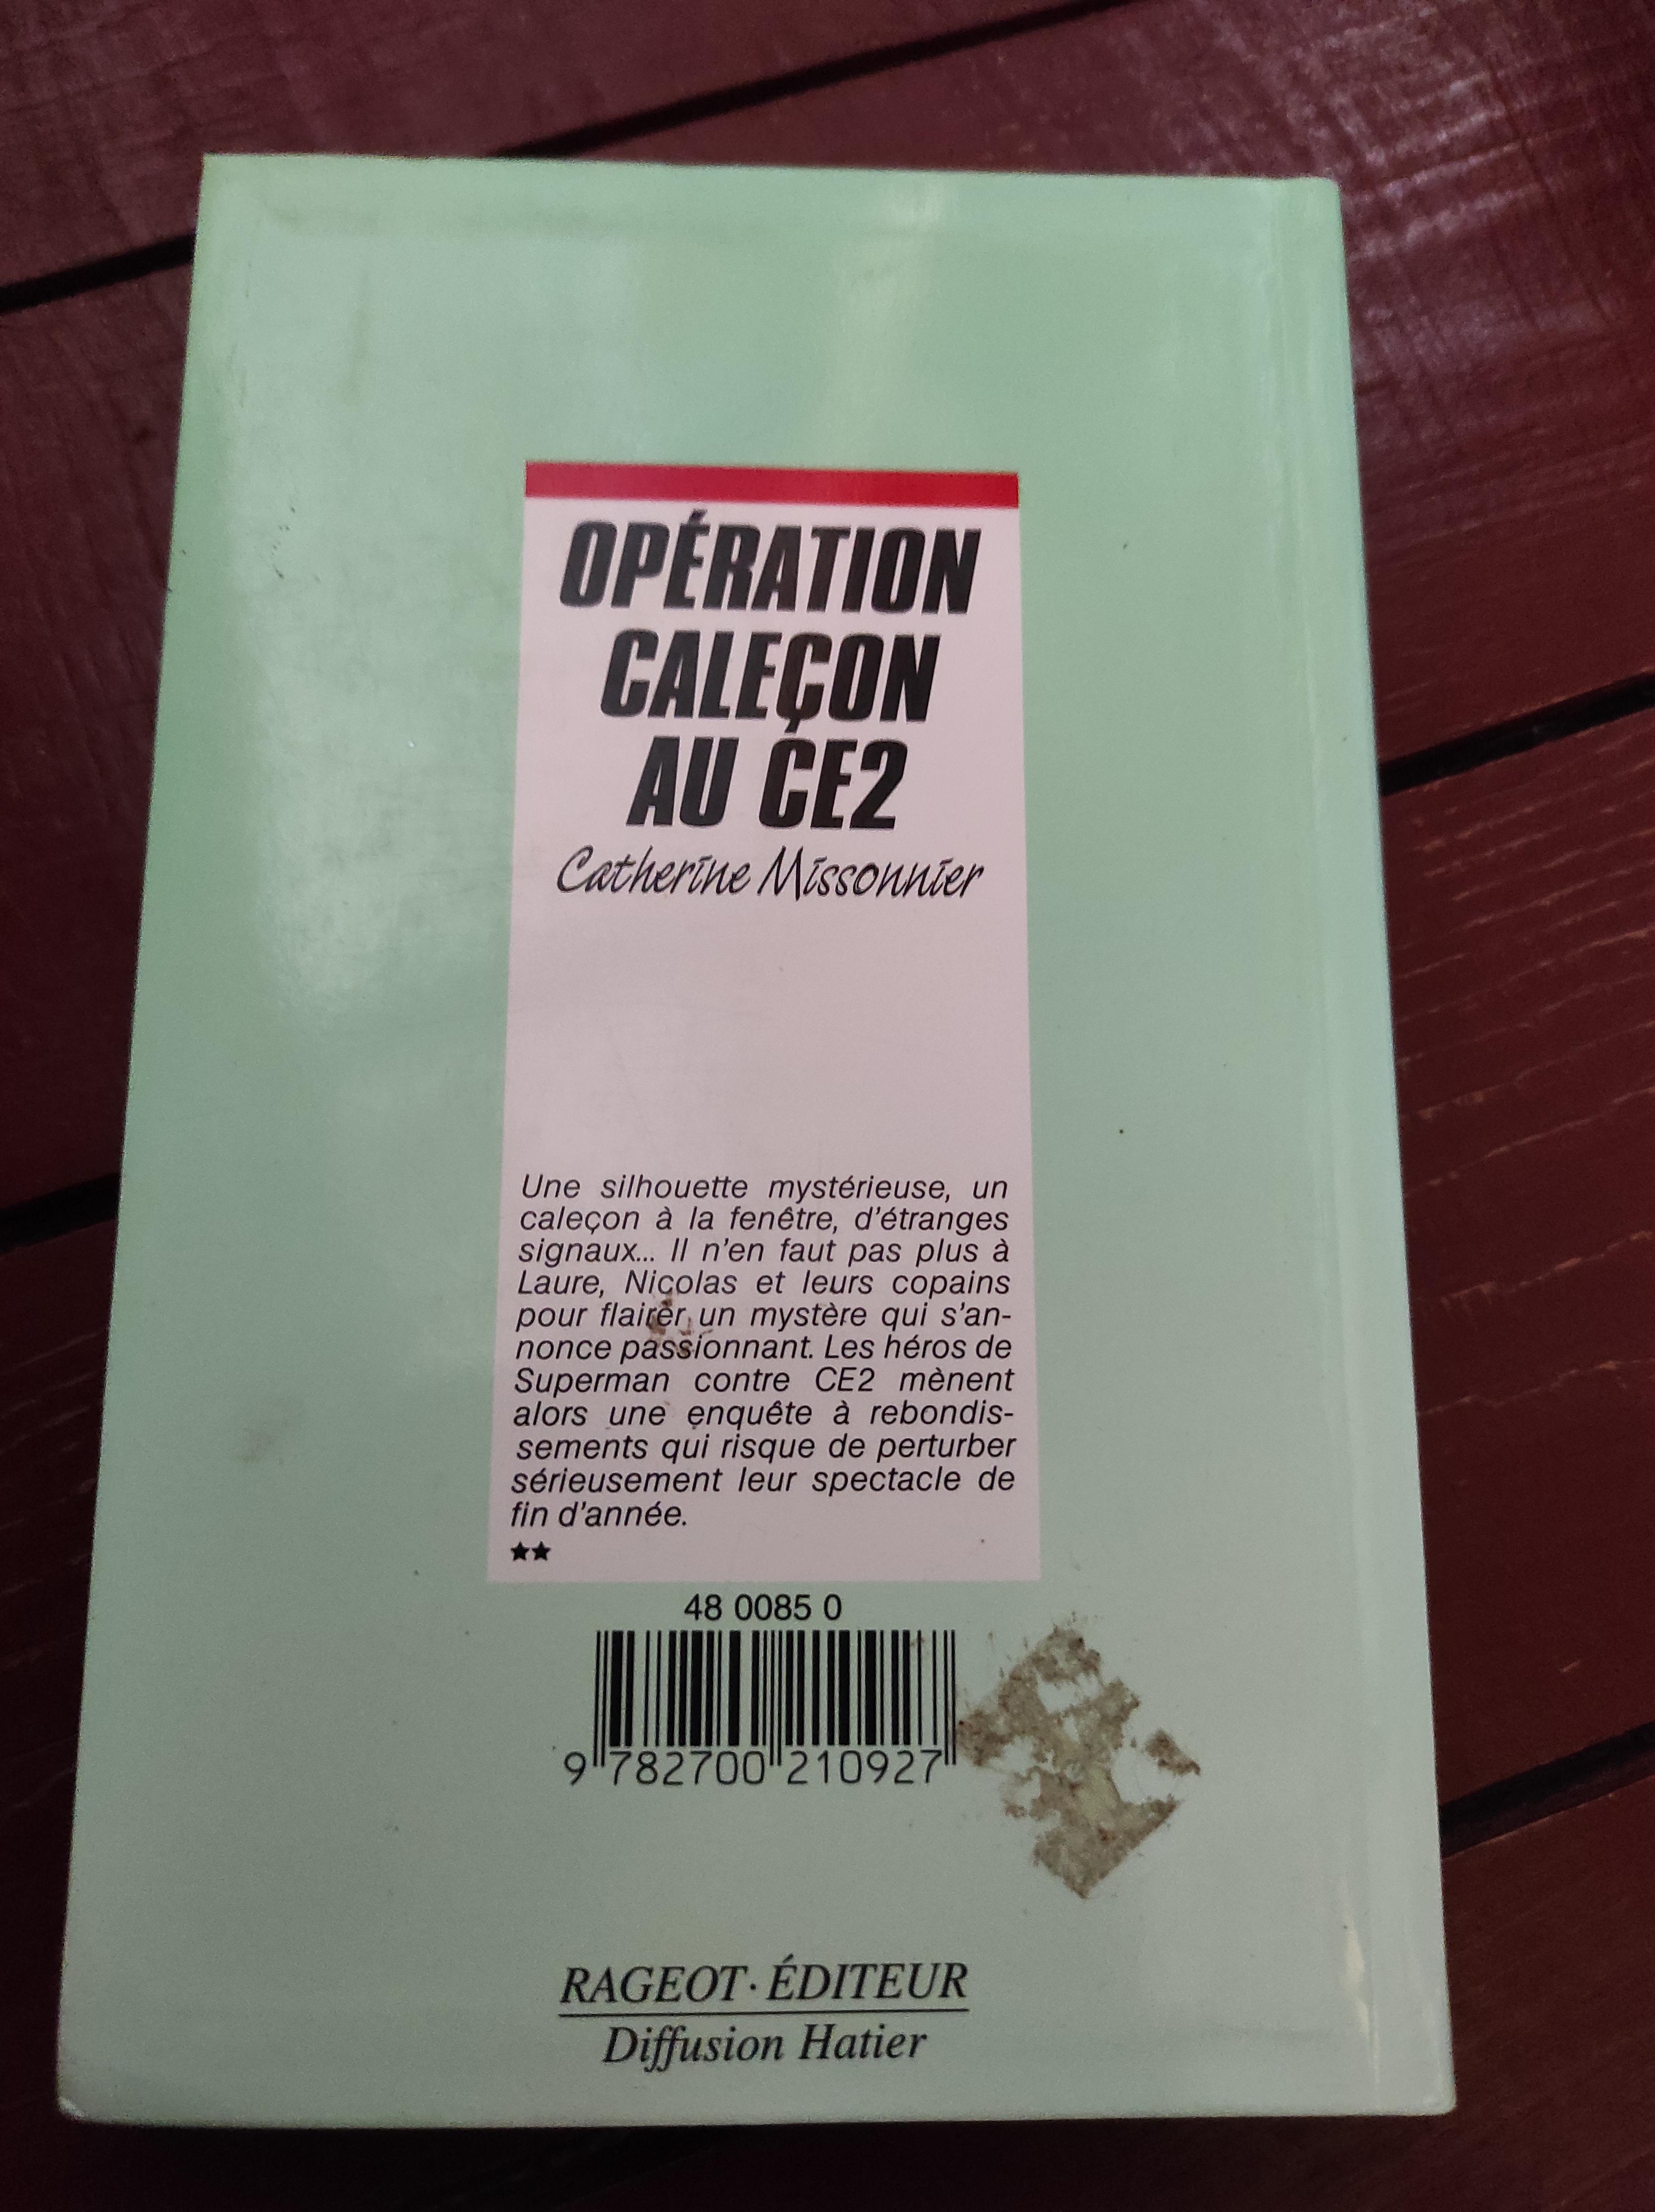 OPÉRATION
CALEÇON
AU CE2
Catherine Missonnier
Une silhouette mystérieuse, un
caleçon à la fenêtre, d'étranges
signaux... Il n'en faut pas plus à
Laure, Nicolas et leurs copains
pour flairer un mystère qui s'an-
nonce passionnant. Les héros de
Superman contre CE2 mènent
alors une enquête à rebondis-
sements qui risque de perturber
sérieusement leur spectacle de
fin d'année.
★★
48 0085 0
9 782700 210927
RAGEOT·ÉDITEUR
Diffusion Hatier